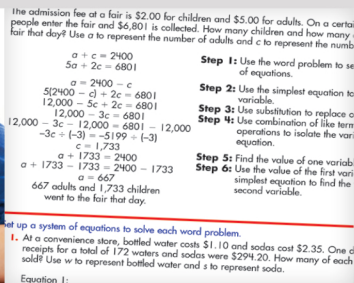 The admission fee at a fair is $2.00 for children and $5.00 for adults. On a certai
people enter the fair and $6,801 is collected. How many children and how many
fair that day? Use a to represent the number of adults and c to represent the numb
a + c = 2400
5a + 2c = 6801
Step 1: Use the word problem to se
of equations.
a = 2400 - c
5(2400 - c) + 2c = 6801
12,000 - 5c + 2c = 6801
12,000 - 3c = 6801
12,000 - 3c - 12,000 = 6801 - 12,000
-3c ÷ (-3) = -5199 ÷ (-3)
c = 1,733
Step 2: Use the simplest equation to
variable.
Step 3: Use substitution to replace a
Step 4: Use combination of like term
operations to isolate the vari
equation.
a + 1733 = 2400
a + 1733 - 1733 = 2400 - 1733
a = 667
667 adults and 1,733 children
went to the fair that day.
Step 5: Find the value of one variab
Step 6: Use the value of the first vari
simplest equation to find the
second variable.
Set up a system of equations to solve each word problem.
1. At a convenience store, bottled water costs $1.10 and sodas cost $2.35. One d
receipts for a total of 172 waters and sodas were $294.20. How many of each
sold? Use w to represent bottled water and s to represent soda.
Equation 1: